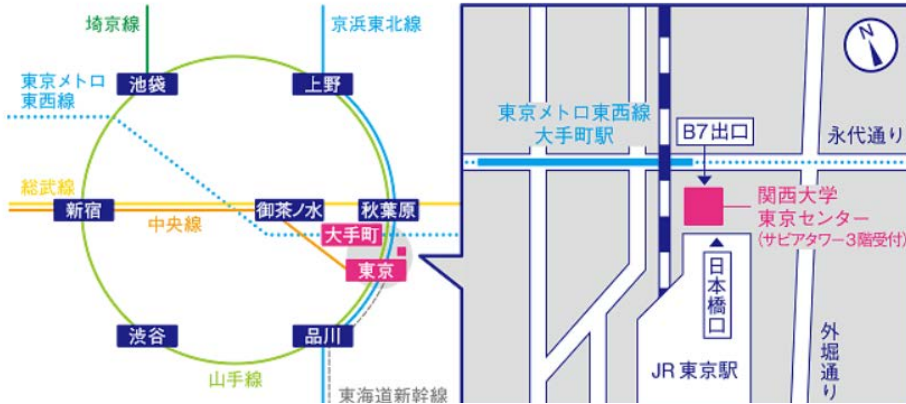 埼京線
京浜東北線
池袋
上野
東京メトロ
東西線
総武線
新宿
中央線
御茶ノ水
秋葉原
大手町
東京
渋谷
品川
山手線
東海道新幹線
N
東京メトロ東西線
大手町駅
B7出口
永代通り
関西大学
東京センター
(サピアタワー3階受付)
日本橋口
JR東京駅
外堀通り